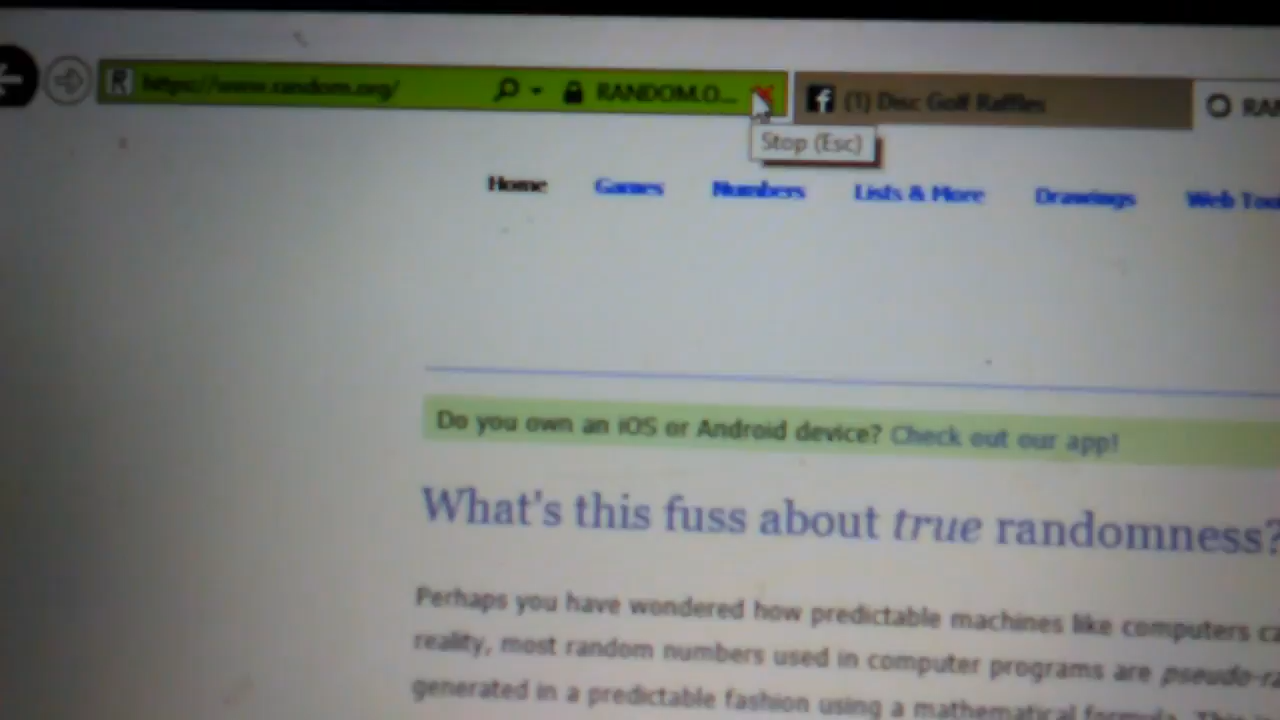 R https://www.random.org/ RANDOM.O... f (1) Disc Golf Raffles RA
Stop (Esc)
Home Games Numbers Lists & More Drawings Web Too
Do you own an iOS or Android device? Check out our app!
What's this fuss about true randomness?
Perhaps you have wondered how predictable machines like computers ca
reality, most random numbers used in computer programs are pseudo-ra
generated in a predictable fashion using a mathematical formula.